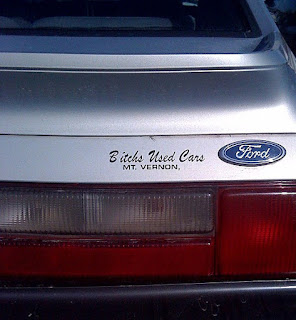 B itchs Used Cars
MT. VERNON,
Ford